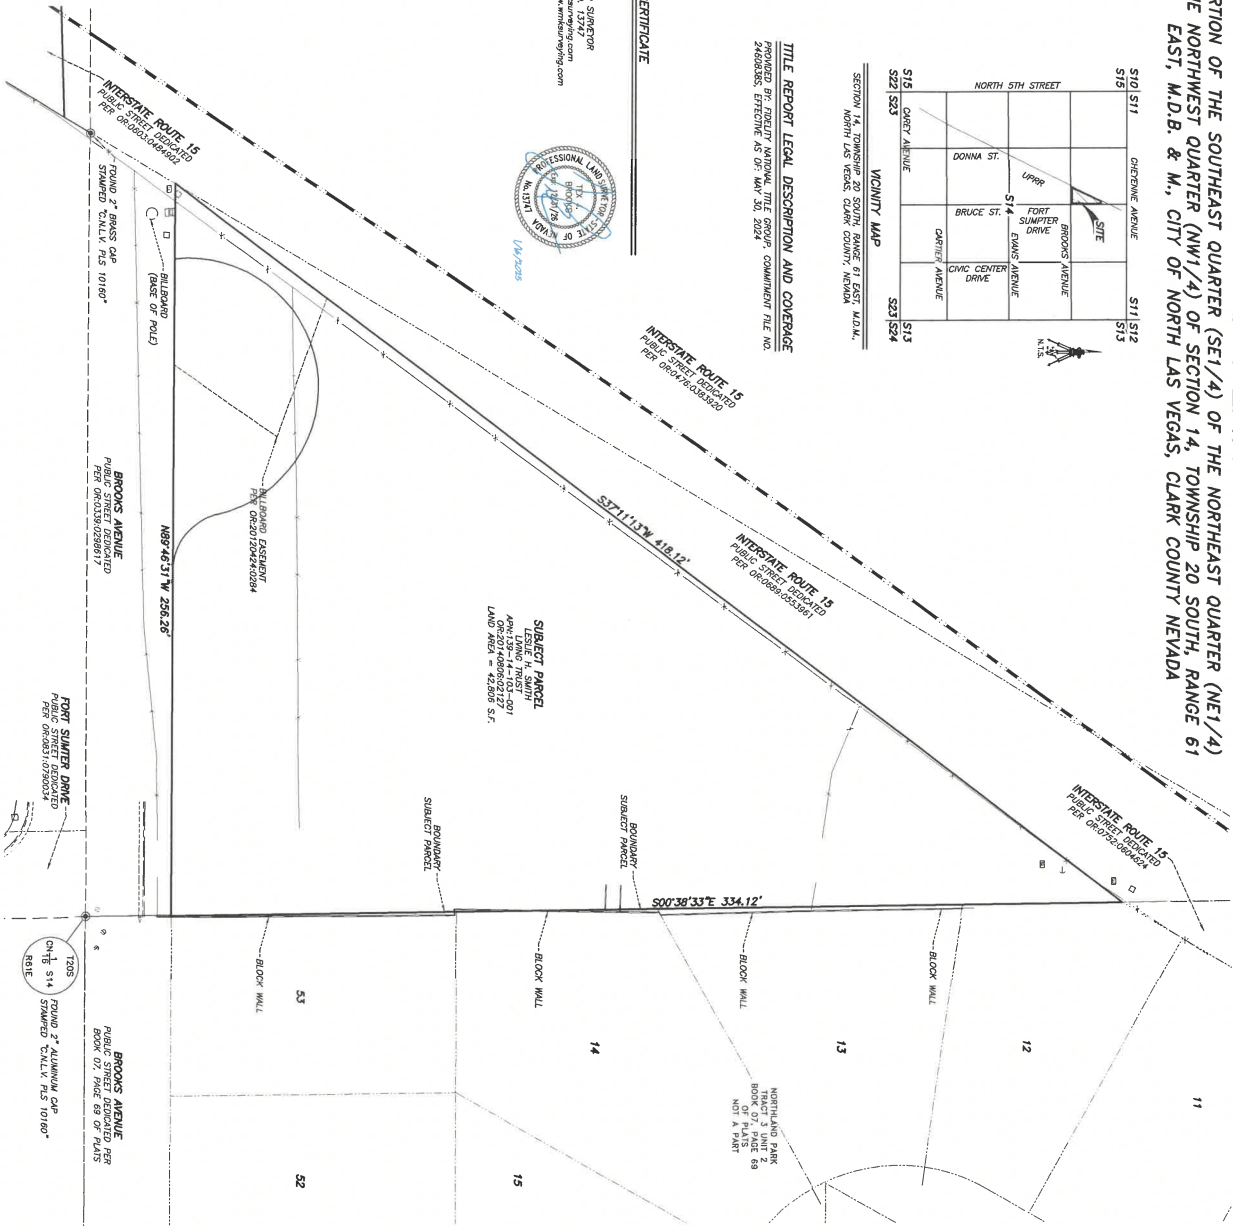 RTION OF THE SOUTHEAST QUARTER (SE1/4) OF THE NORTHEAST QUARTER (NE1/4)
E NORTHWEST QUARTER (NW1/4) OF SECTION 14, TOWNSHIP 20 SOUTH, RANGE 61
EAST, M.D.B. & M., CITY OF NORTH LAS VEGAS, CLARK COUNTY NEVADA
S10 S11
S15
CHEYENNE AVENUE
S11 S12
S13
NORTH 5TH STREET
DONNA ST.
UPRR
S14
BRUCE ST.
SITE
FORT
SUMPTER
DRIVE
BROOKS AVENUE
EVANS AVENUE
CIVIC CENTER
DRIVE
CARTIER AVENUE
CAREY AVENUE
S15
S22 S23
S13
S23 S24
N.T.S.
VICINITY MAP
SECTION 14, TOWNSHIP 20 SOUTH, RANGE 61 EAST, M.D.M.,
NORTH LAS VEGAS, CLARK COUNTY, NEVADA
TITLE REPORT LEGAL DESCRIPTION AND COVERAGE
PROVIDED BY: FIDELITY NATIONAL TITLE GROUP, COMMITMENT FILE NO.
24608385, EFFECTIVE AS OF: MAY 30, 2024
ERTIFICATE
SURVEYOR
13747
surveying.com
w.wmksurveying.com
PROFESSIONAL LAND SURVEYOR STATE OF NEVADA
TEX J.
BROOKS
No. 13747
INTERSTATE ROUTE 15
PUBLIC STREET DEDICATED
PER OR:0603:0484902
INTERSTATE ROUTE 15
PUBLIC STREET DEDICATED
PER OR:0476:0383920
INTERSTATE ROUTE 15
PUBLIC STREET DEDICATED
PER OR:0689:0553961
INTERSTATE ROUTE 15
PUBLIC STREET DEDICATED
PER OR:0752:0604624
S37°11'13"W 418.12'
S00°38'33"E 334.12'
N89°46'31"W 256.26'
FOUND 2" BRASS CAP
STAMPED "C.N.L.V. PLS 10160"
BILLBOARD
(BASE OF POLE)
BILLBOARD EASEMENT
PER OR:20120424:0284
SUBJECT PARCEL
LESLIE H. SMITH
LIVING TRUST
APN:139-14-103-001
OR:20140806:02127
LAND AREA = 42,806 S.F.
BOUNDARY
SUBJECT PARCEL
BOUNDARY
SUBJECT PARCEL
BLOCK WALL
BLOCK WALL
BLOCK WALL
BLOCK WALL
11
12
13
14
15
53
52
NORTHLAND PARK
TRACT 3 UNIT 2
BOOK 07, PAGE 69
OF PLATS
NOT A PART
BROOKS AVENUE
PUBLIC STREET DEDICATED
PER OR:0339:0298617
FORT SUMTER DRIVE
PUBLIC STREET DEDICATED
PER OR:0831:0790034
T20S
CN 1/16 S14
R61E
FOUND 2" ALUMINUM CAP
STAMPED "C.N.L.V. PLS 10160"
BROOKS AVENUE
PUBLIC STREET DEDICATED PER
BOOK 07, PAGE 69 OF PLATS